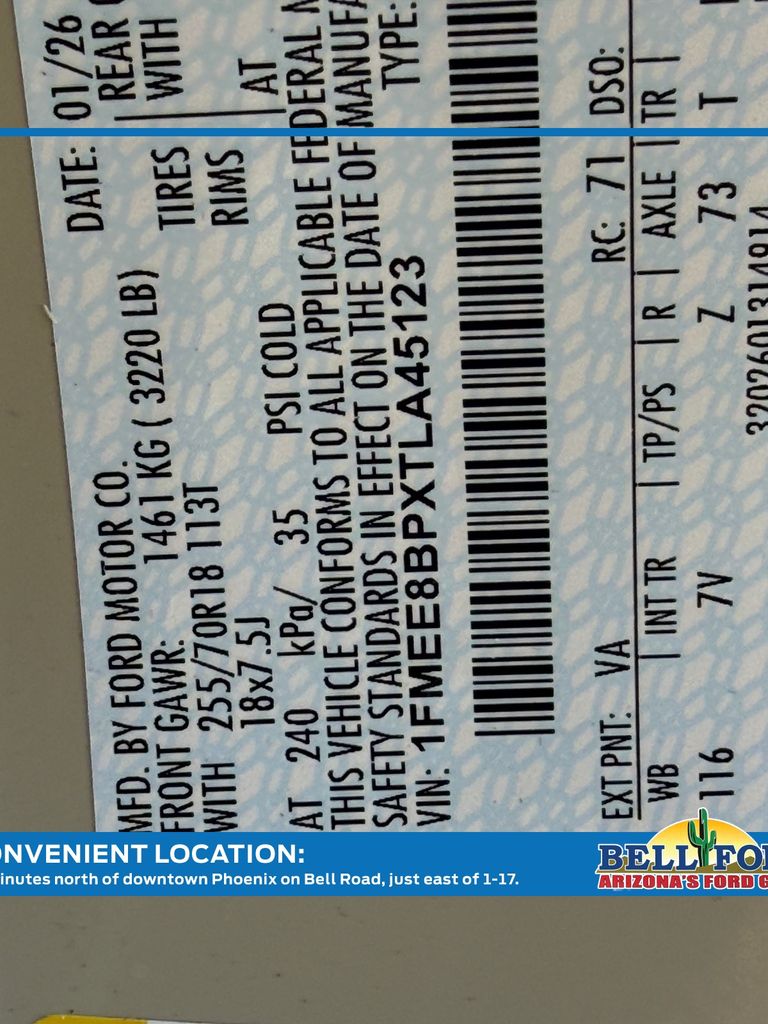 MFD. BY FORD MOTOR CO.
DATE: 01/26
FRONT GAWR:
1461 KG ( 3220 LB)
REAR
WITH 255/70R18 113T
TIRES
WITH
18x7.5J
RIMS
AT 240 kPa/ 35 PSI COLD
AT
THIS VEHICLE CONFORMS TO ALL APPLICABLE FEDERAL
SAFETY STANDARDS IN EFFECT ON THE DATE OF
VIN: 1FMEE8BPXTLA45123
TYPE:
EXT PNT: VA
RC: 71 DSO:
WB | INT TR | TP/PS | R | AXLE | TR |
116 7V Z 73 T
3202601314914
ONVENIENT LOCATION:
inutes north of downtown Phoenix on Bell Road, just east of 1-17.
BELL FO
ARIZONA'S FORD G